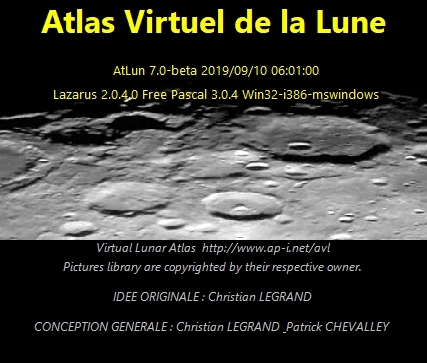 Atlas Virtuel de la Lune
AtLun 7.0-beta 2019/09/10 06:01:00
Lazarus 2.0.4.0 Free Pascal 3.0.4 Win32-i386-mswindows
Virtual Lunar Atlas http://www.ap-i.net/avl
Pictures library are copyrighted by their respective owner.
IDEE ORIGINALE : Christian LEGRAND
CONCEPTION GENERALE : Christian LEGRAND ,Patrick CHEVALLEY